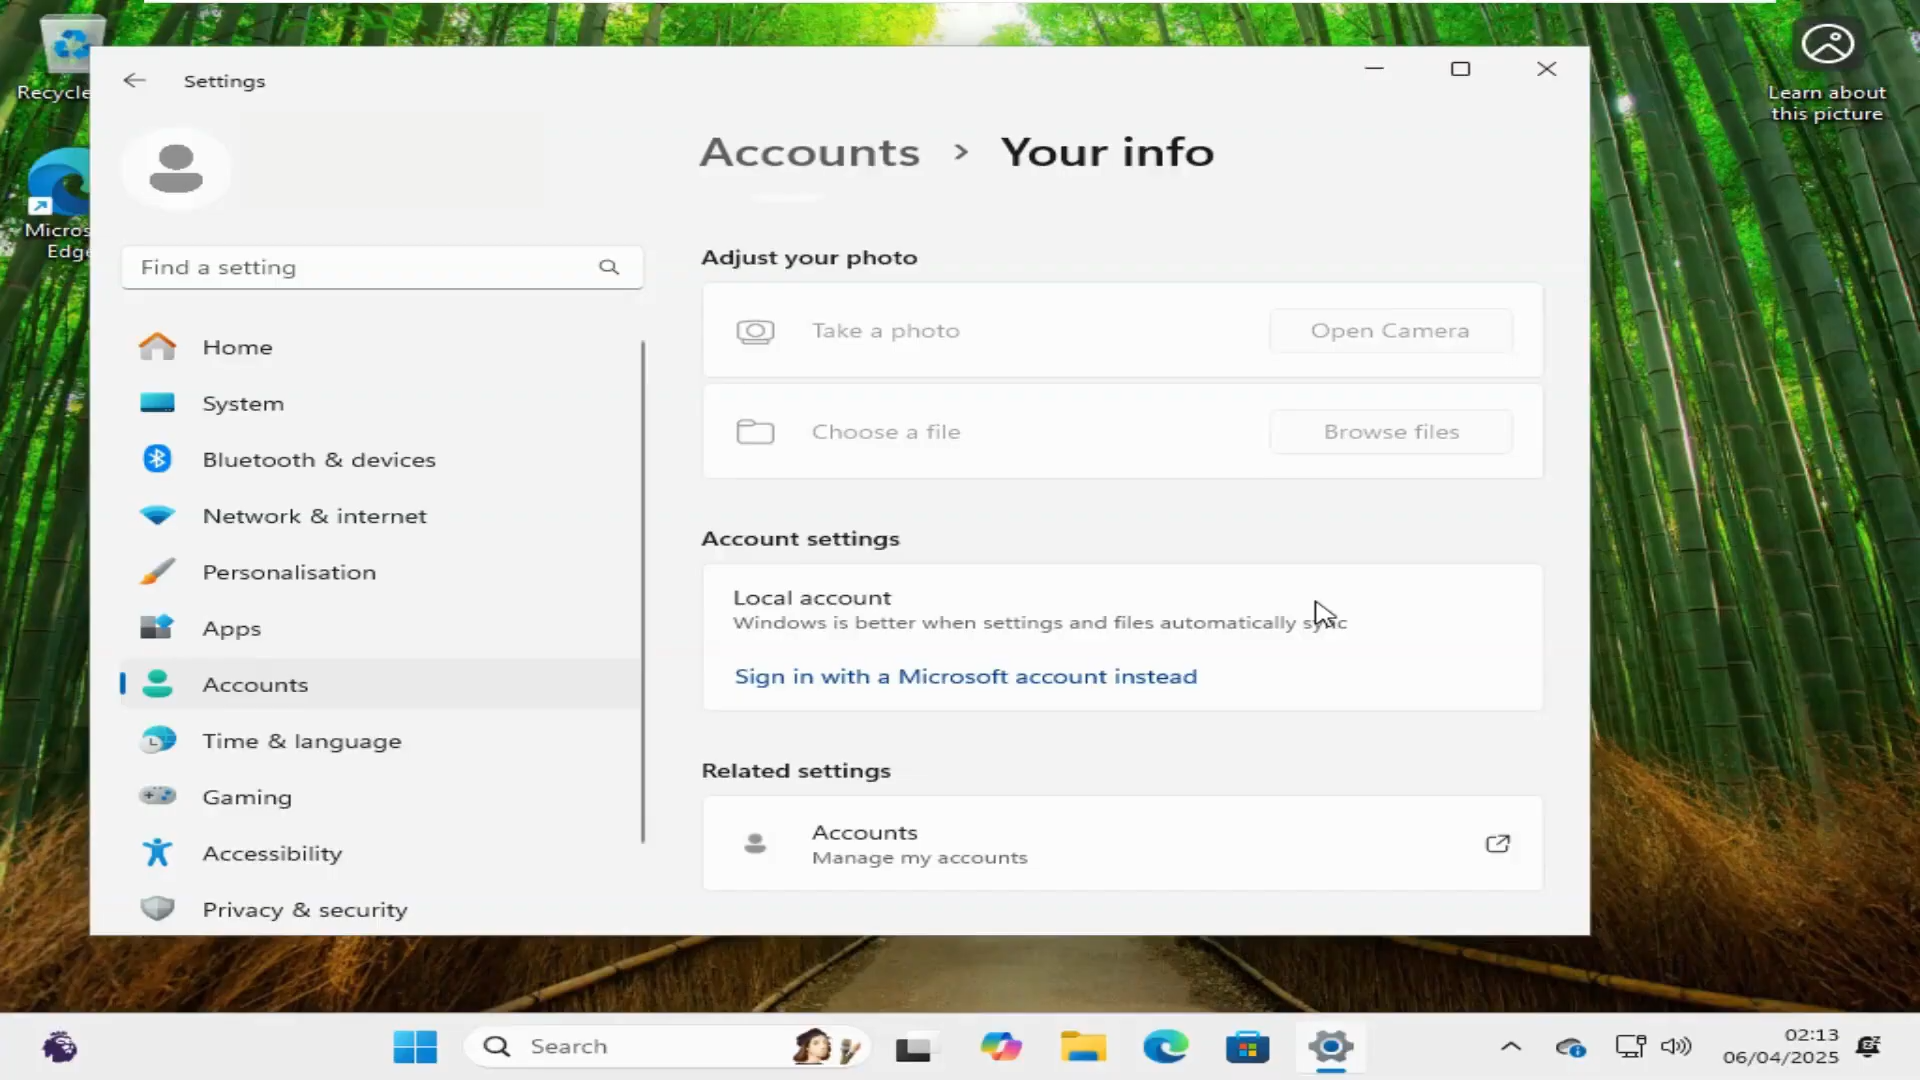 Recycle
Micros
Edge
Learn about
this picture
Settings
Find a setting
Home
System
Bluetooth & devices
Network & internet
Personalisation
Apps
Accounts
Time & language
Gaming
Accessibility
Privacy & security
Accounts > Your info
Adjust your photo
Take a photo
Open Camera
Choose a file
Browse files
Account settings
Local account
Windows is better when settings and files automatically sync
Sign in with a Microsoft account instead
Related settings
Accounts
Manage my accounts
Search
02:13
06/04/2025